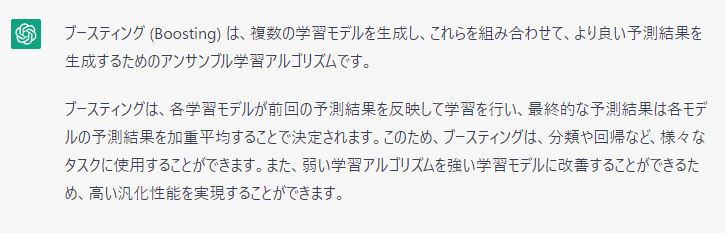 ブースティング (Boosting) は、複数の学習モデルを生成し、これらを組み合わせて、より良い予測結果を
生成するためのアンサンブル学習アルゴリズムです。
ブースティングは、各学習モデルが前回の予測結果を反映して学習を行い、最終的な予測結果は各モデ
ルの予測結果を加重平均することで決定されます。このため、ブースティングは、分類や回帰など、様々な
タスクに使用することができます。また、弱い学習アルゴリズムを強い学習モデルに改善することができるた
め、高い汎化性能を実現することができます。